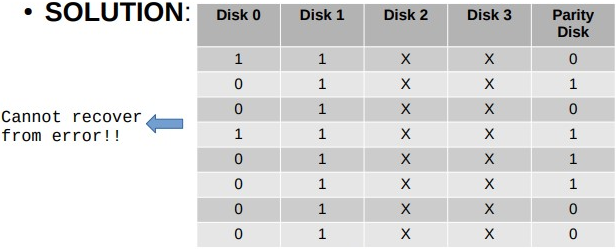 • SOLUTION:
Disk 0 Disk 1 Disk 2 Disk 3 Parity Disk
1 1 X X 0
0 1 X X 1
0 1 X X 0
1 1 X X 1
0 1 X X 1
0 1 X X 1
0 1 X X 0
0 1 X X 0
Cannot recover
from error!!